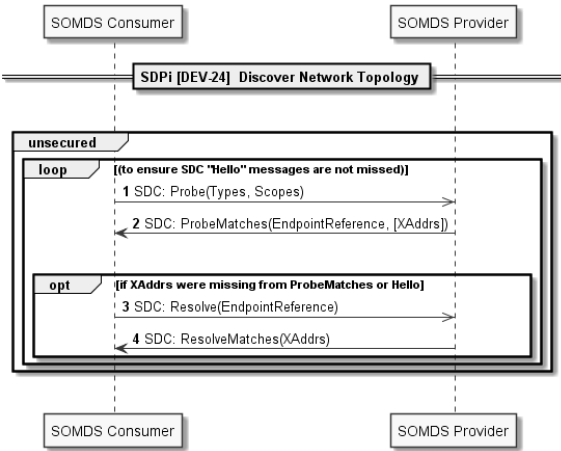 SOMDS Consumer SOMDS Provider
SDPi [DEV-24] Discover Network Topology
unsecured
loop [(to ensure SDC "Hello" messages are not missed)]
1 SDC: Probe(Types, Scopes)
2 SDC: ProbeMatches(EndpointReference, [XAddrs])
opt [if XAddrs were missing from ProbeMatches or Hello]
3 SDC: Resolve(EndpointReference)
4 SDC: ResolveMatches(XAddrs)
SOMDS Consumer SOMDS Provider